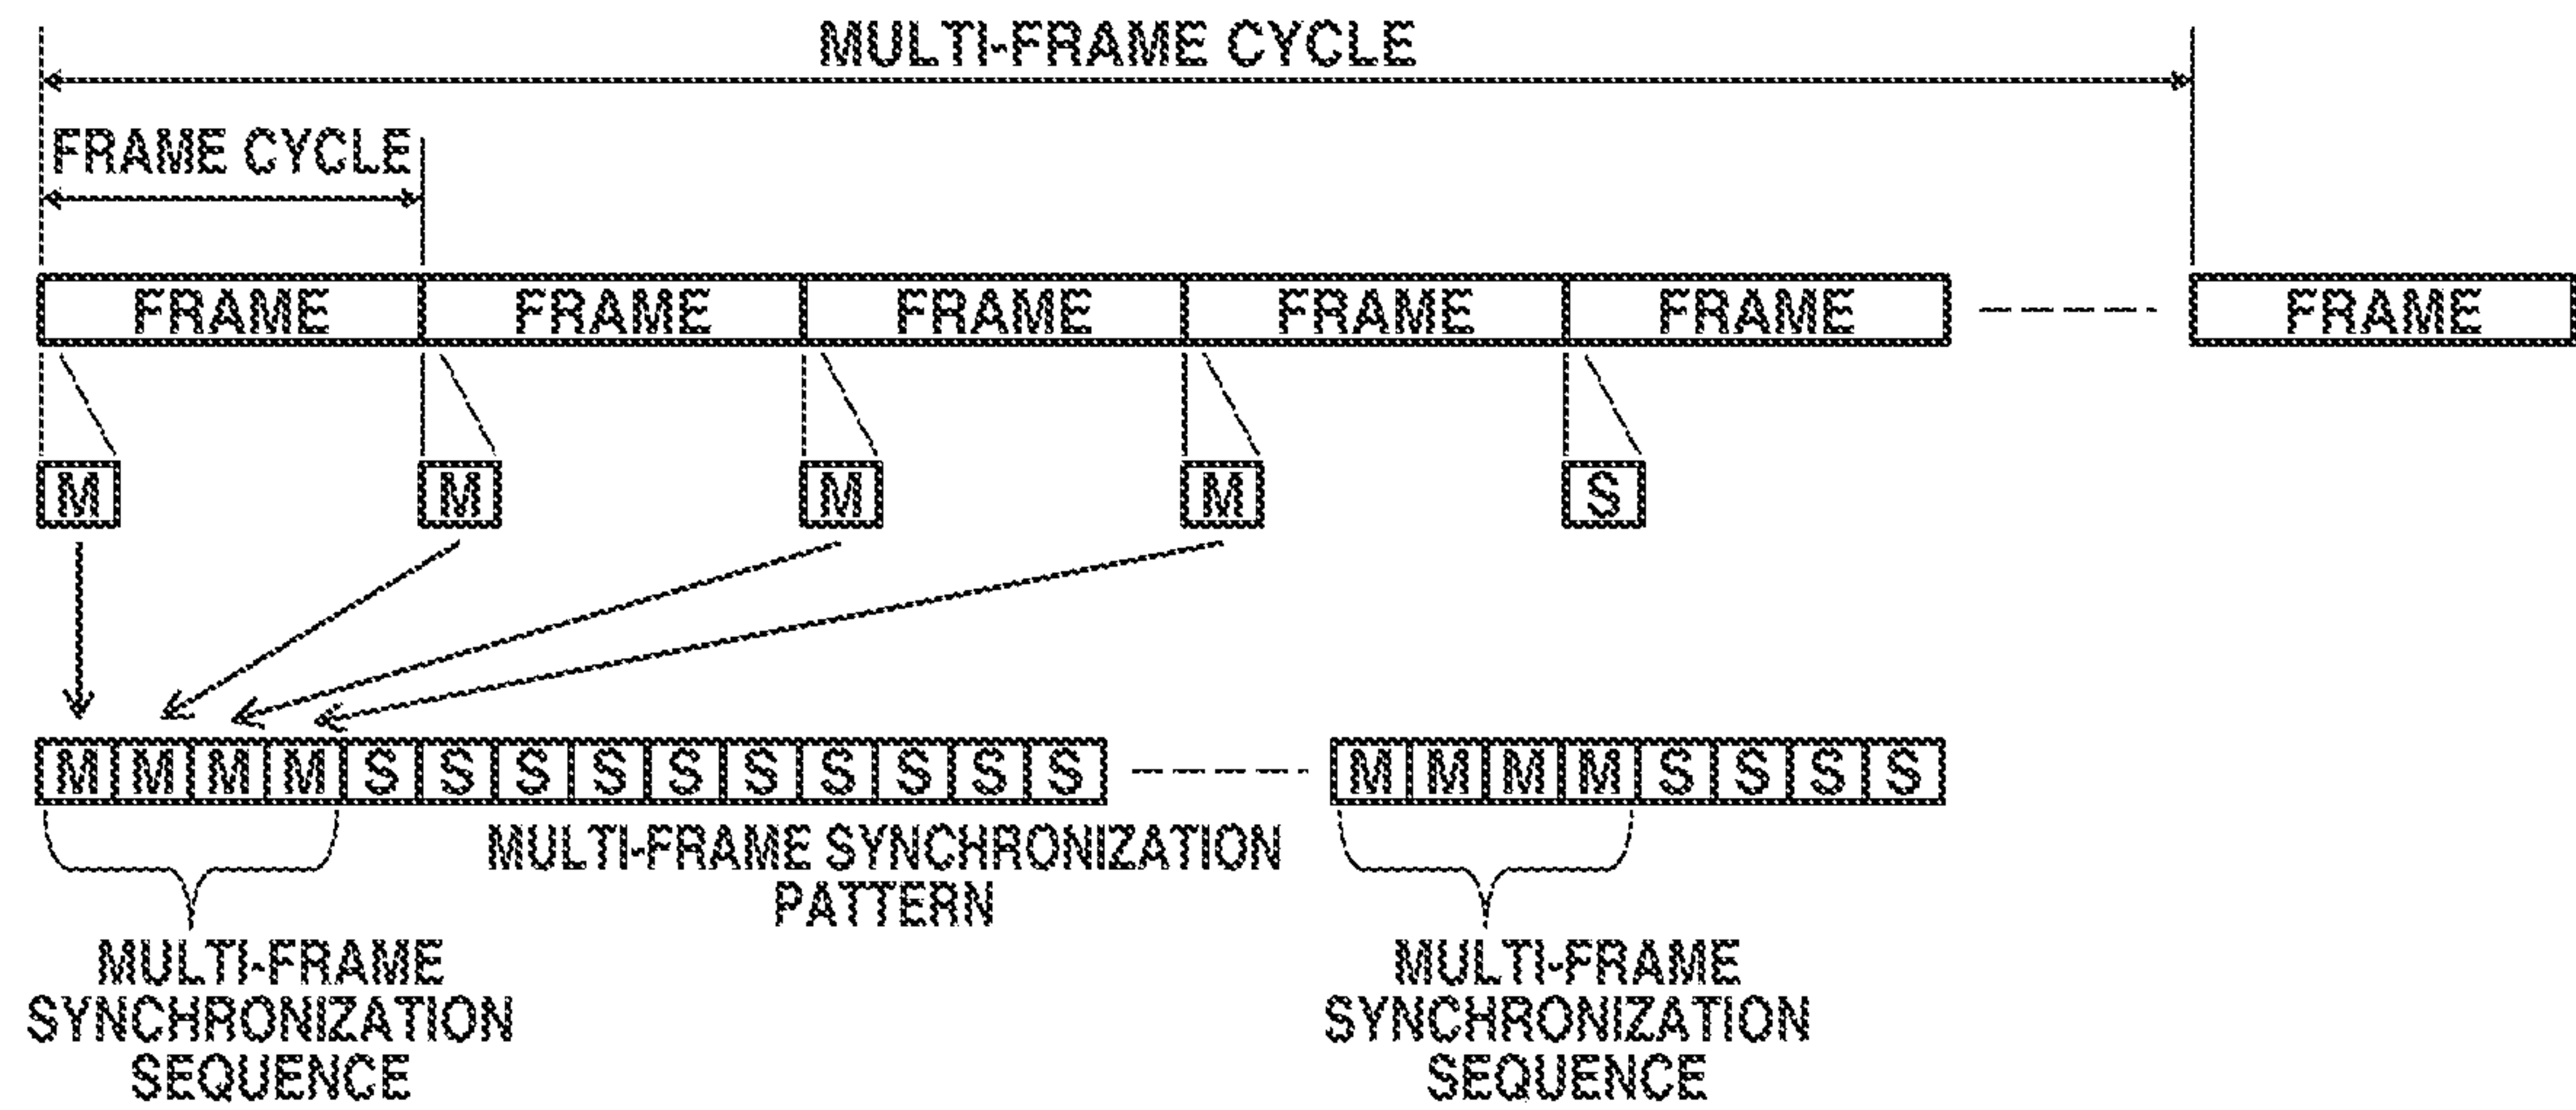 MULTI-FRAME CYCLE
FRAME CYCLE
FRAME FRAME FRAME FRAME FRAME FRAME
M M M M S
M M M M S S S S S S S S S S M M M M S S S S
MULTI-FRAME SYNCHRONIZATION
PATTERN
MULTI-FRAME
SYNCHRONIZATION
SEQUENCE
MULTI-FRAME
SYNCHRONIZATION
SEQUENCE